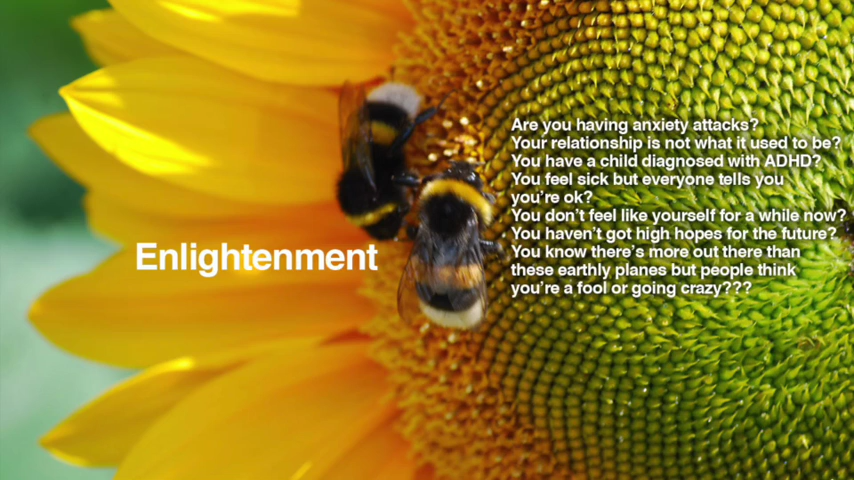 Enlightenment
Are you having anxiety attacks?
Your relationship is not what it used to be?
You have a child diagnosed with ADHD?
You feel sick but everyone tells you
you're ok?
You don't feel like yourself for a while now?
You haven't got high hopes for the future?
You know there's more out there than
these earthly planes but people think
you're a fool or going crazy???